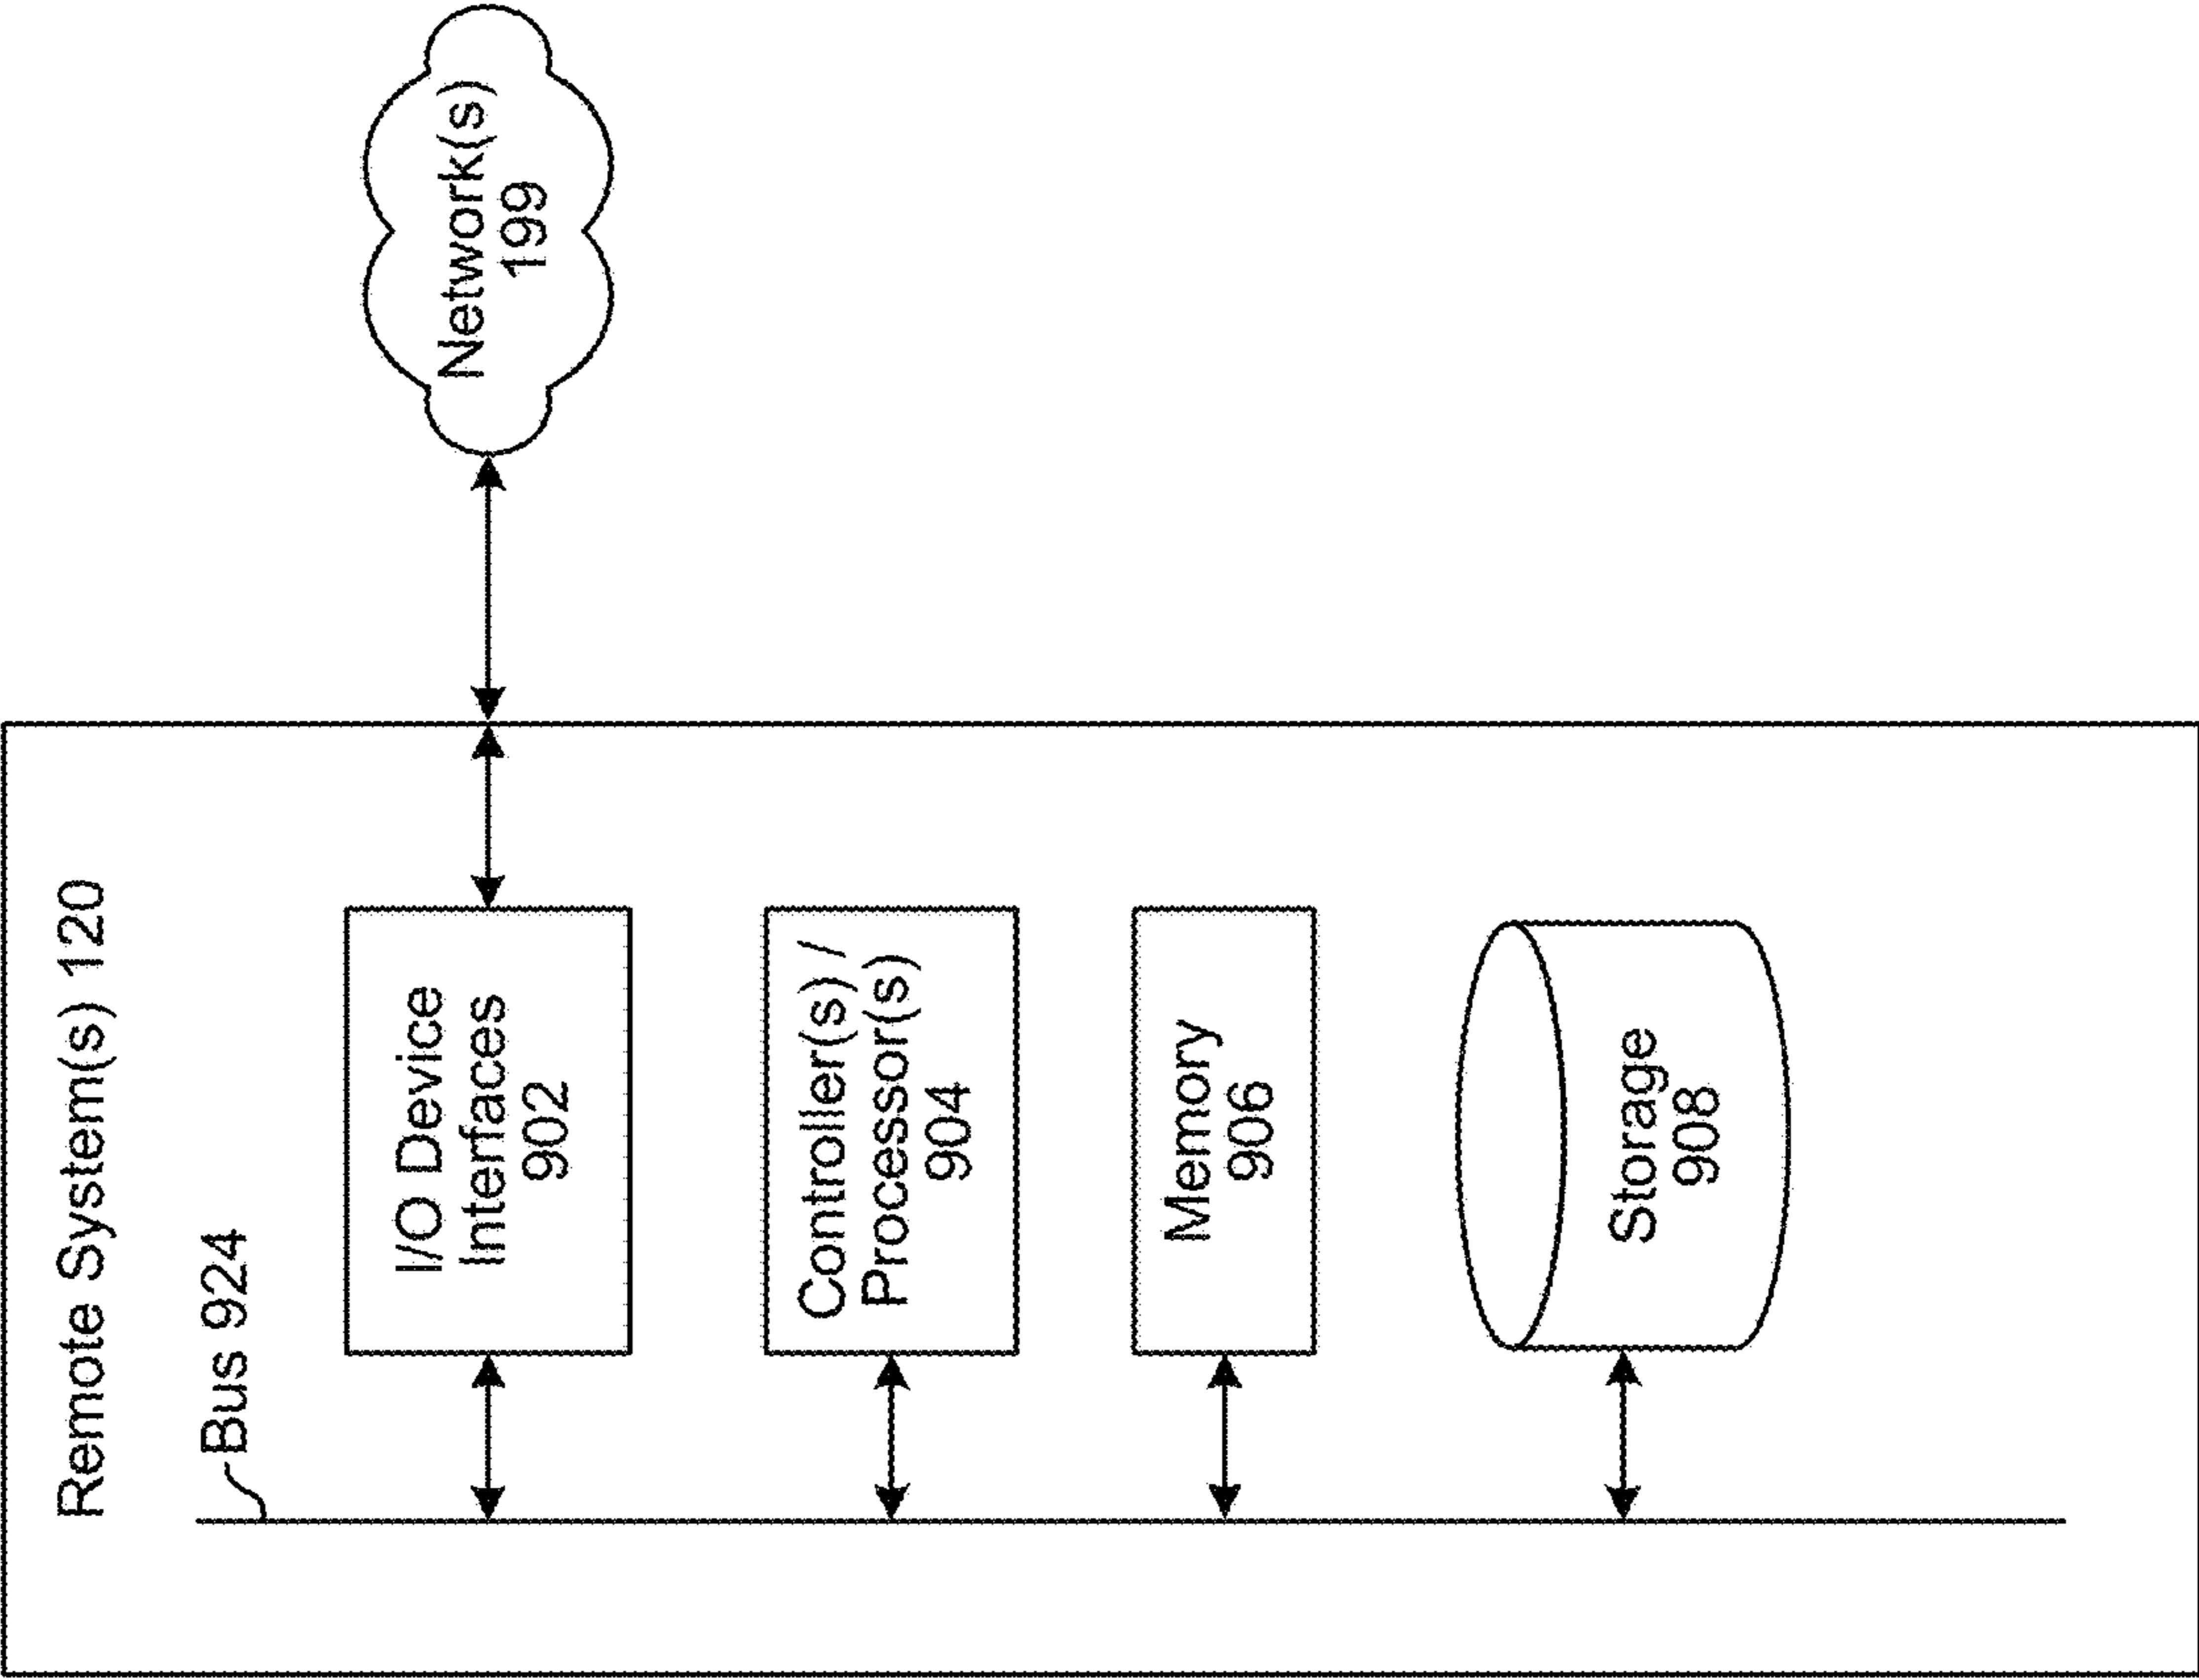 Remote System(s) 120
Bus 924
I/O Device
Interfaces
902
Network(s)
199
Controller(s) /
Processor(s)
904
Memory
906
Storage
908